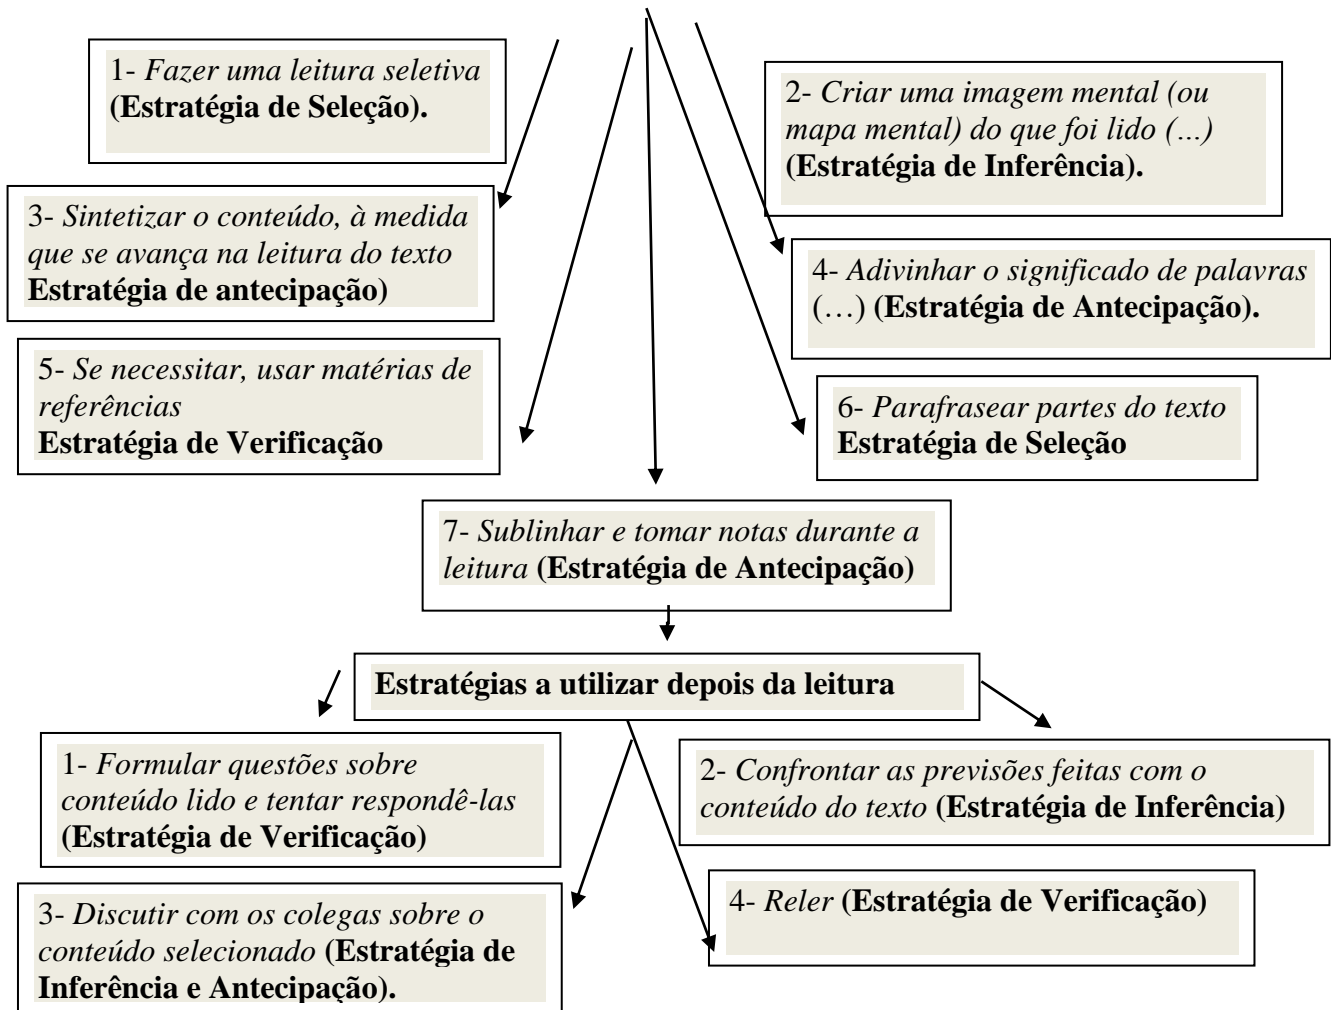 1- Fazer uma leitura seletiva
(Estratégia de Seleção).
2- Criar uma imagem mental (ou
mapa mental) do que foi lido (...)
(Estratégia de Inferência).
3- Sintetizar o conteúdo, à medida
que se avança na leitura do texto
Estratégia de antecipação)
4- Adivinhar o significado de palavras
(…) (Estratégia de Antecipação).
5- Se necessitar, usar matérias de
referências
Estratégia de Verificação
6- Parafrasear partes do texto
Estratégia de Seleção
7- Sublinhar e tomar notas durante a
leitura (Estratégia de Antecipação)
Estratégias a utilizar depois da leitura
1- Formular questões sobre
conteúdo lido e tentar respondê-las
(Estratégia de Verificação)
2- Confrontar as previsões feitas com o
conteúdo do texto (Estratégia de Inferência)
3- Discutir com os colegas sobre o
conteúdo selecionado (Estratégia de
Inferência e Antecipação).
4- Reler (Estratégia de Verificação)